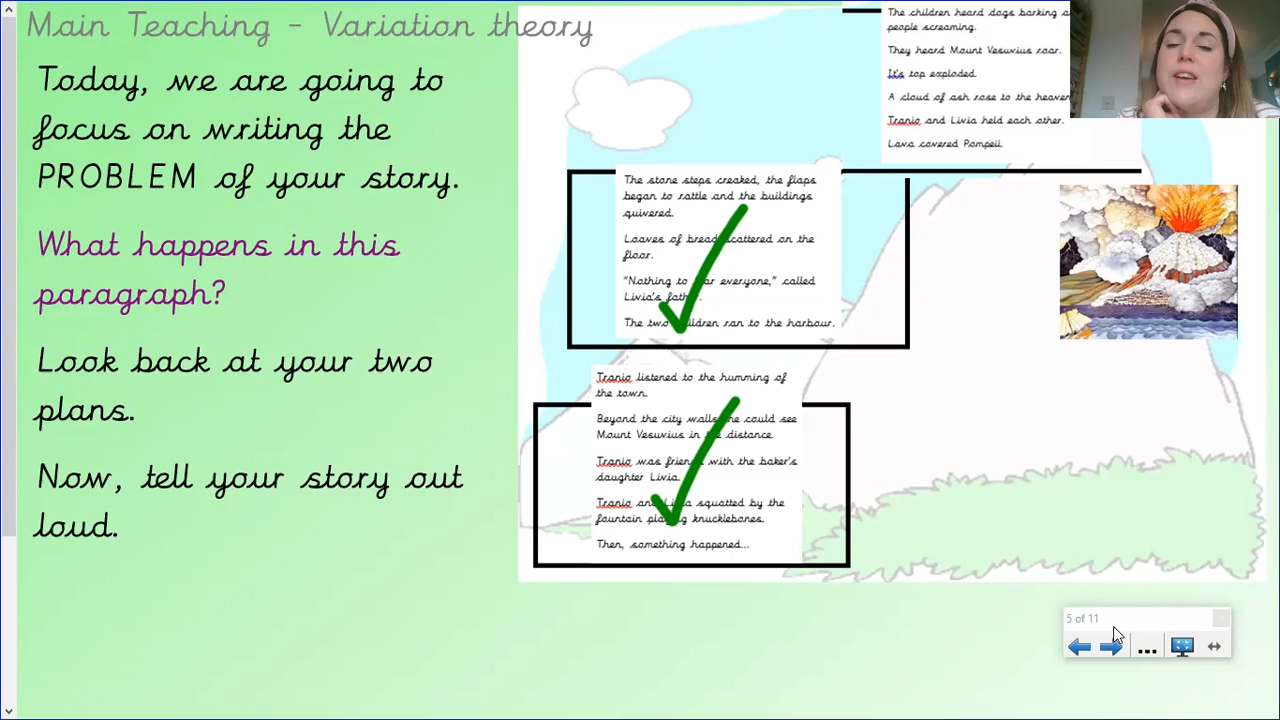 Main Teaching - Variation theory
Today, we are going to
focus on writing the
PROBLEM of your story.
What happens in this
paragraph?
Look back at your two
plans.
Now, tell your story out
loud.
The children heard dogs barking
people screaming.
They heard Mount Vesuvius roar.
It's top exploded.
A cloud of ash rose to the
Tranio and Livia held each other.
Lava covered Pompeii.
The stone steps creaked, the flaps
began to rattle and the buildings
quivered.
Loaves of bread scattered on the
floor.
"Nothing to fear everyone," called
Livia's father.
The two children ran to the harbour.
Tranio listened to the humming of
the town.
Beyond the city walls he could see
Mount Vesuvius in the distance.
Tranio was friends with the baker's
daughter Livia.
Tranio and Livia squatted by the
fountain playing knucklebones.
Then, something happened...
5 of 11